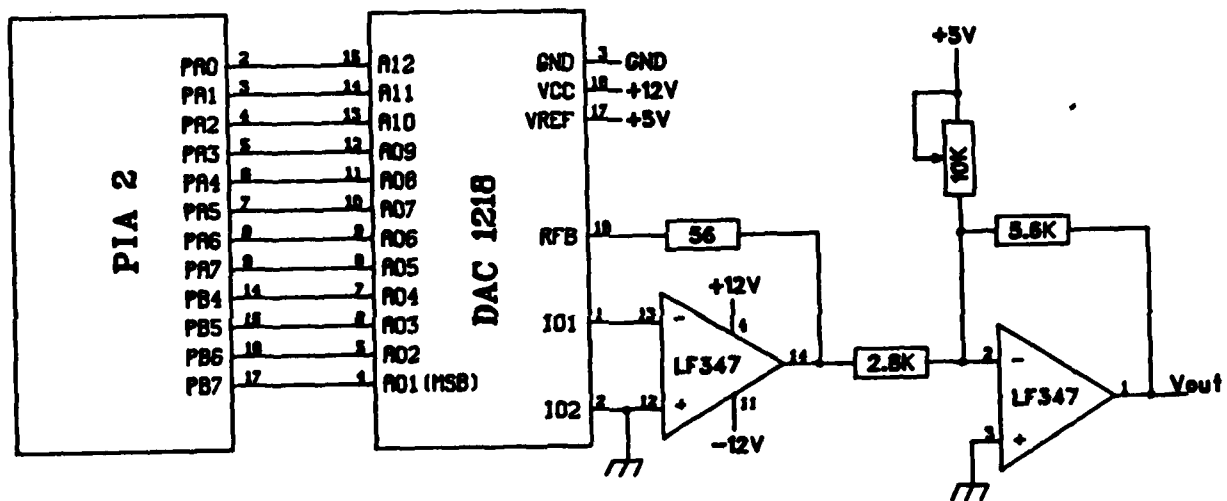 PIA 2
PA0 2 15 A12
PA1 3 14 A11
PA2 4 13 A10
PA3 5 12 A09
PA4 6 11 A08
PA5 7 10 A07
PA6 8 9 A06
PA7 9 8 A05
PB4 14 7 A04
PB5 15 6 A03
PB6 16 5 A02
PB7 17 4 A01 (MSB)
DAC 1218
GND 3 GND
VCC 18 +12V
VREF 17 +5V
RFB 56
IO1 1 13 -
IO2 2 12 +
LF347
+12V
4
11
-12V
14
2.8K
+5V
10K
5.6K
2 -
3 +
LF347
1 Vout